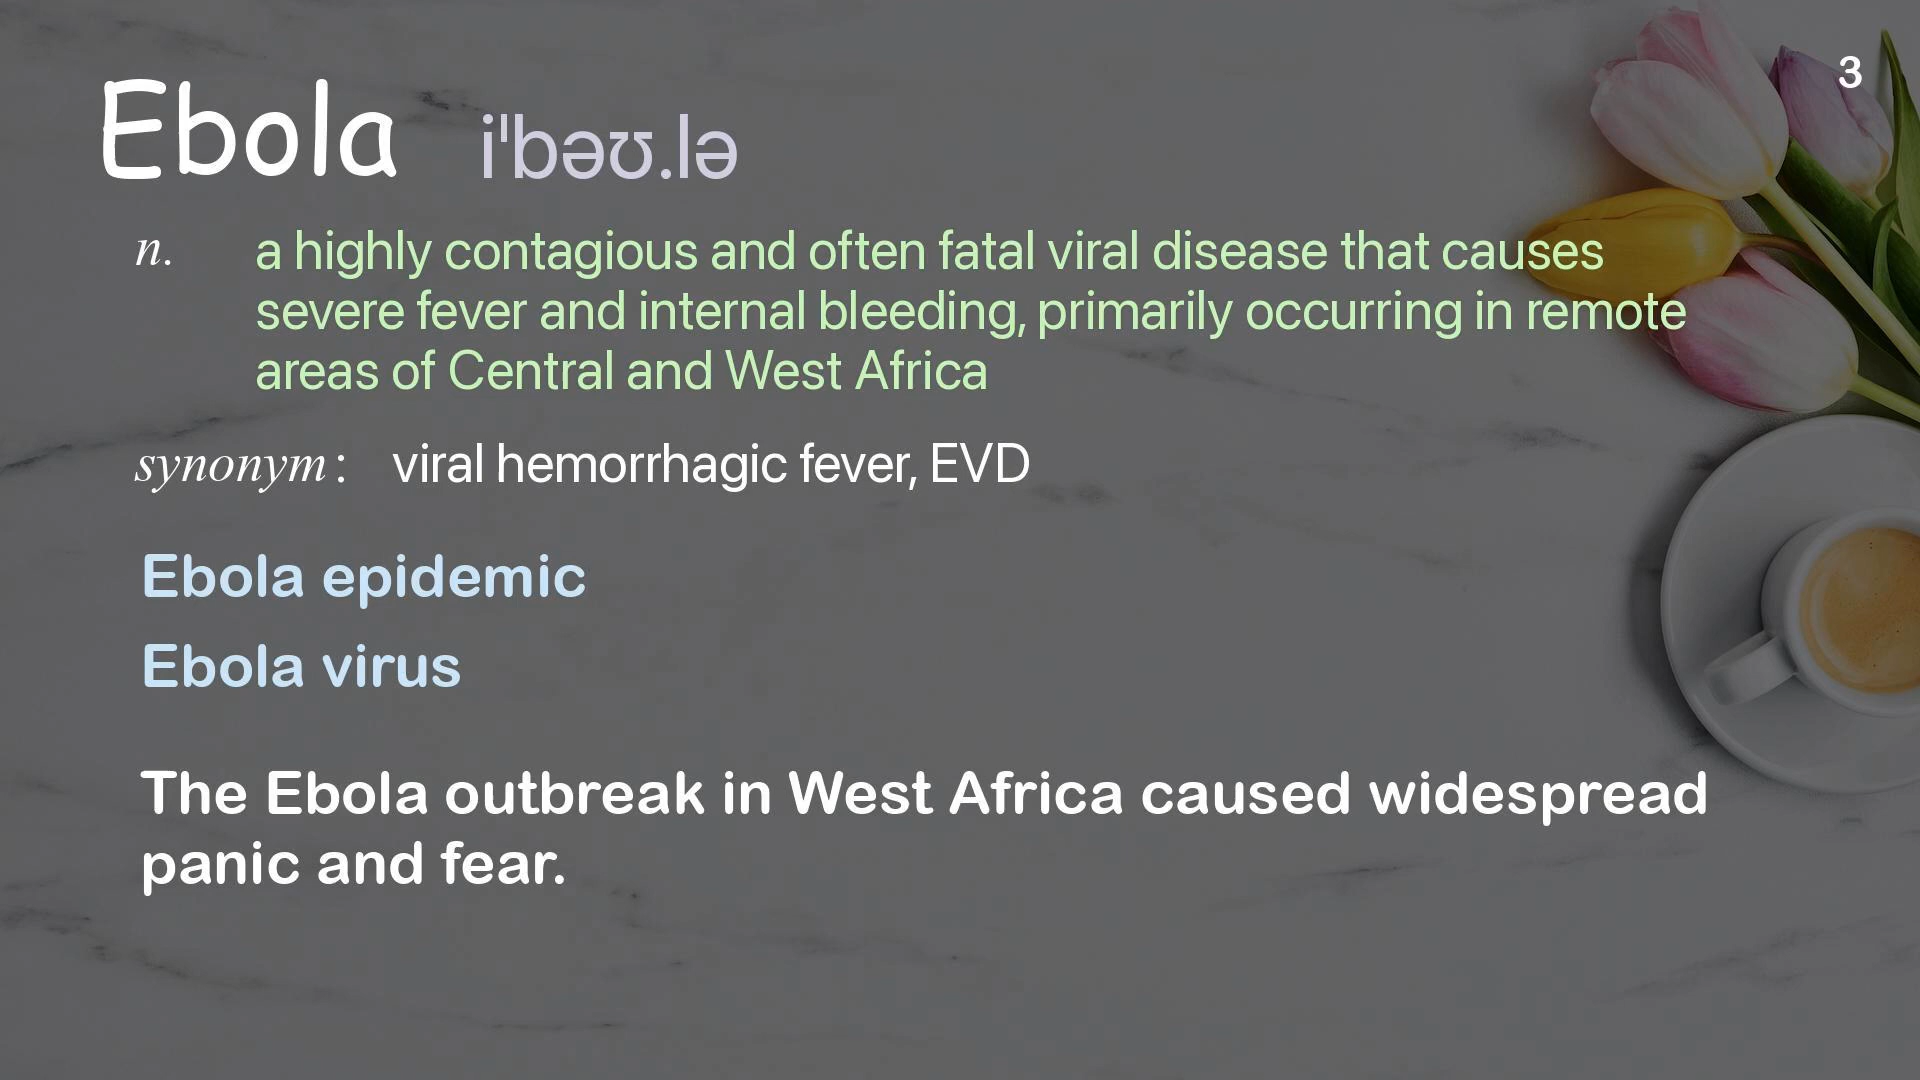 3
Ebola iˈbəʊ.lə
n. a highly contagious and often fatal viral disease that causes
severe fever and internal bleeding, primarily occurring in remote
areas of Central and West Africa
synonym: viral hemorrhagic fever, EVD
Ebola epidemic
Ebola virus
The Ebola outbreak in West Africa caused widespread
panic and fear.